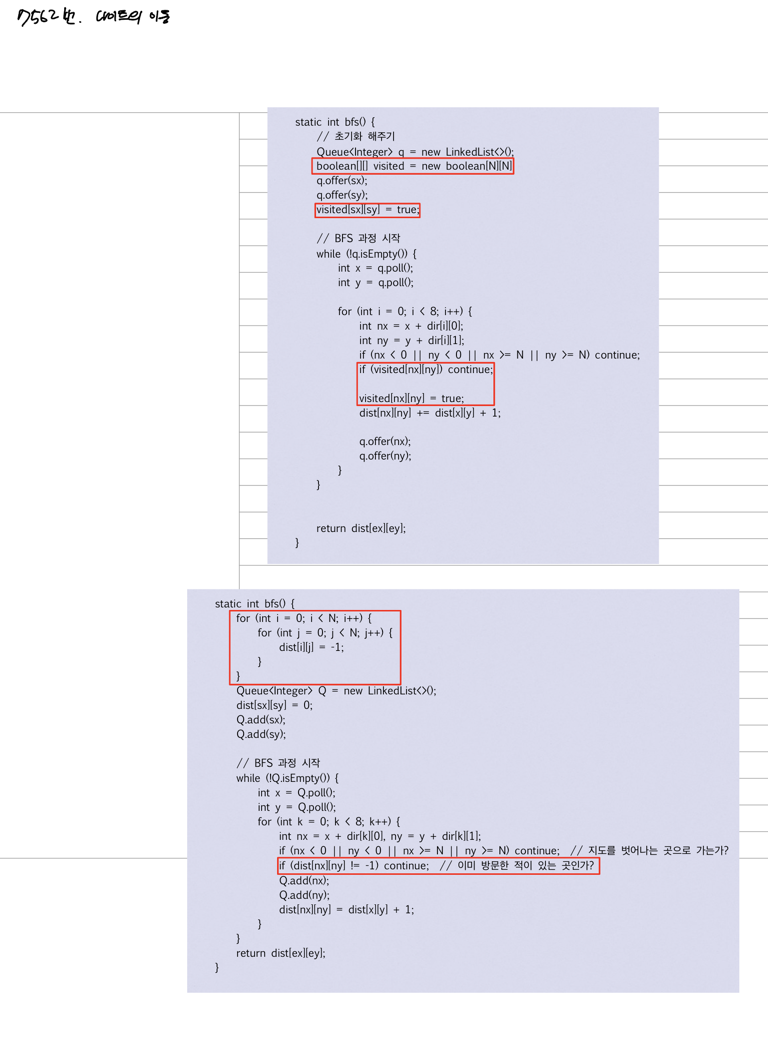 7562번. 나이트의 이동
static int bfs() {
// 초기화 해주기
Queue<Integer> q = new LinkedList<>();
boolean[][] visited = new boolean[N][N]
q.offer(sx);
q.offer(sy);
visited[sx][sy] = true;
// BFS 과정 시작
while (!q.isEmpty()) {
int x = q.poll();
int y = q.poll();
for (int i = 0; i < 8; i++) {
int nx = x + dir[i][0];
int ny = y + dir[i][1];
if (nx < 0 || ny < 0 || nx >= N || ny >= N) continue;
if (visited[nx][ny]) continue;
visited[nx][ny] = true;
dist[nx][ny] += dist[x][y] + 1;
q.offer(nx);
q.offer(ny);
}
}
return dist[ex][ey];
}
static int bfs() {
for (int i = 0; i < N; i++) {
for (int j = 0; j < N; j++) {
dist[i][j] = -1;
}
}
Queue<Integer> Q = new LinkedList<>();
dist[sx][sy] = 0;
Q.add(sx);
Q.add(sy);
// BFS 과정 시작
while (!Q.isEmpty()) {
int x = Q.poll();
int y = Q.poll();
for (int k = 0; k < 8; k++) {
int nx = x + dir[k][0], ny = y + dir[k][1];
if (nx < 0 || ny < 0 || nx >= N || ny >= N) continue;  // 지도를 벗어나는 곳으로 가는가?
if (dist[nx][ny] != -1) continue;  // 이미 방문한 적이 있는 곳인가?
Q.add(nx);
Q.add(ny);
dist[nx][ny] = dist[x][y] + 1;
}
}
return dist[ex][ey];
}